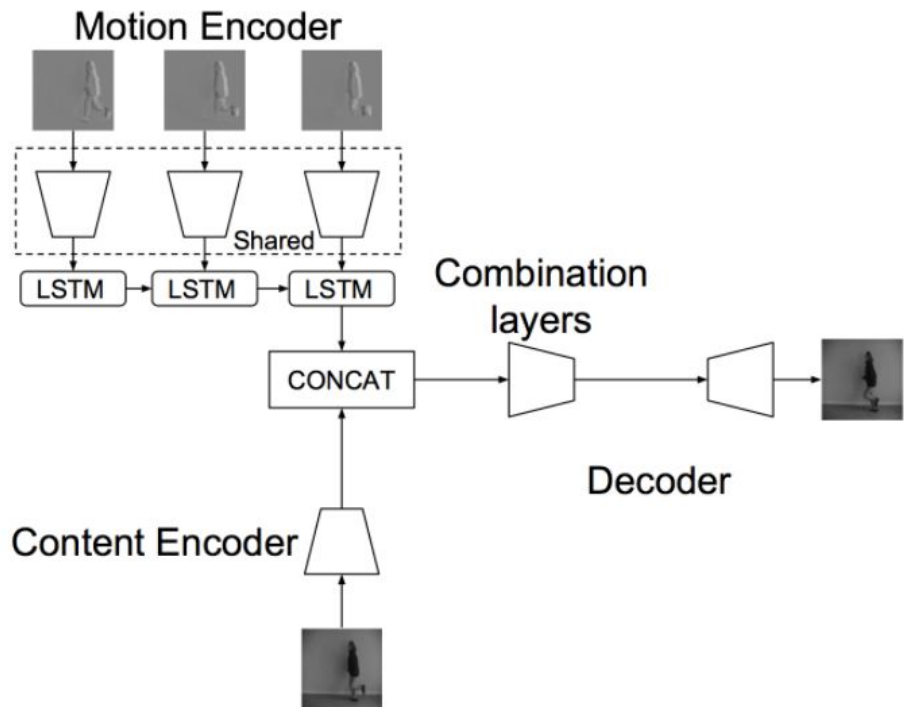 Motion Encoder
Shared
LSTM
LSTM
LSTM
Combination
layers
CONCAT
Decoder
Content Encoder